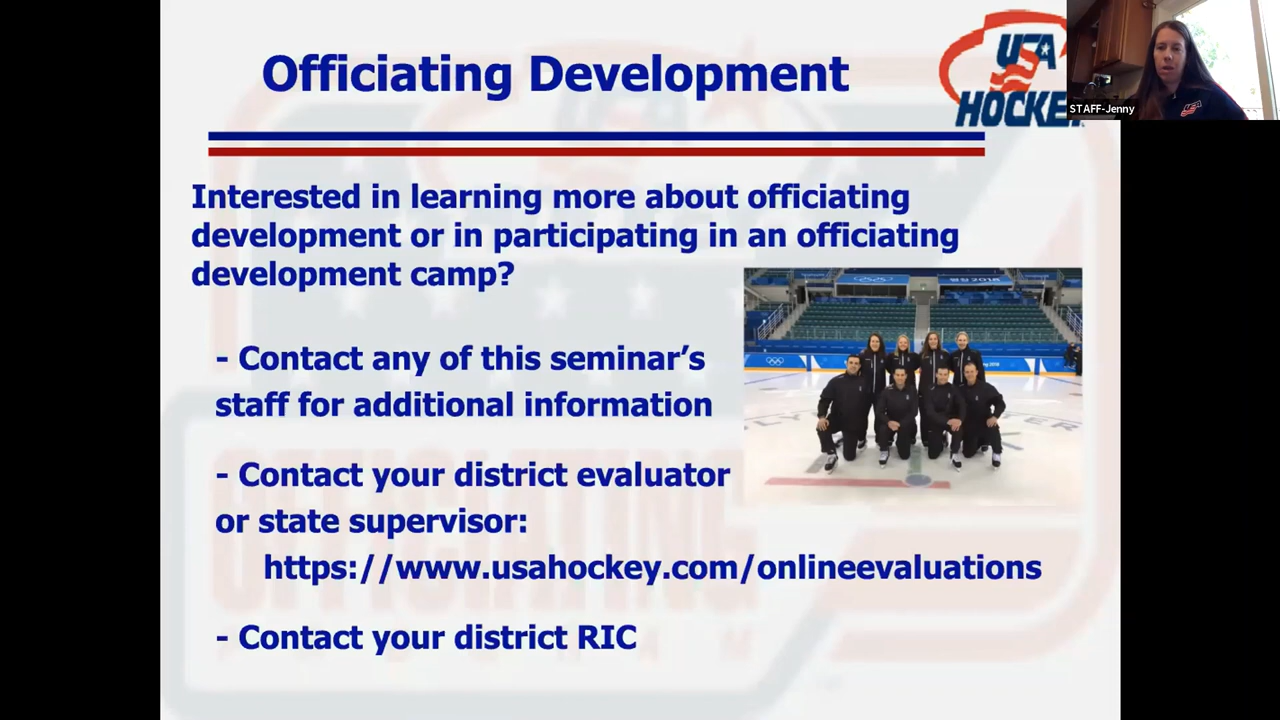 Officiating Development
USA
HOCKEY
STAFF-Jenny
Interested in learning more about officiating
development or in participating in an officiating
development camp?
- Contact any of this seminar’s
staff for additional information
- Contact your district evaluator
or state supervisor:
https://www.usahockey.com/onlineevaluations
- Contact your district RIC